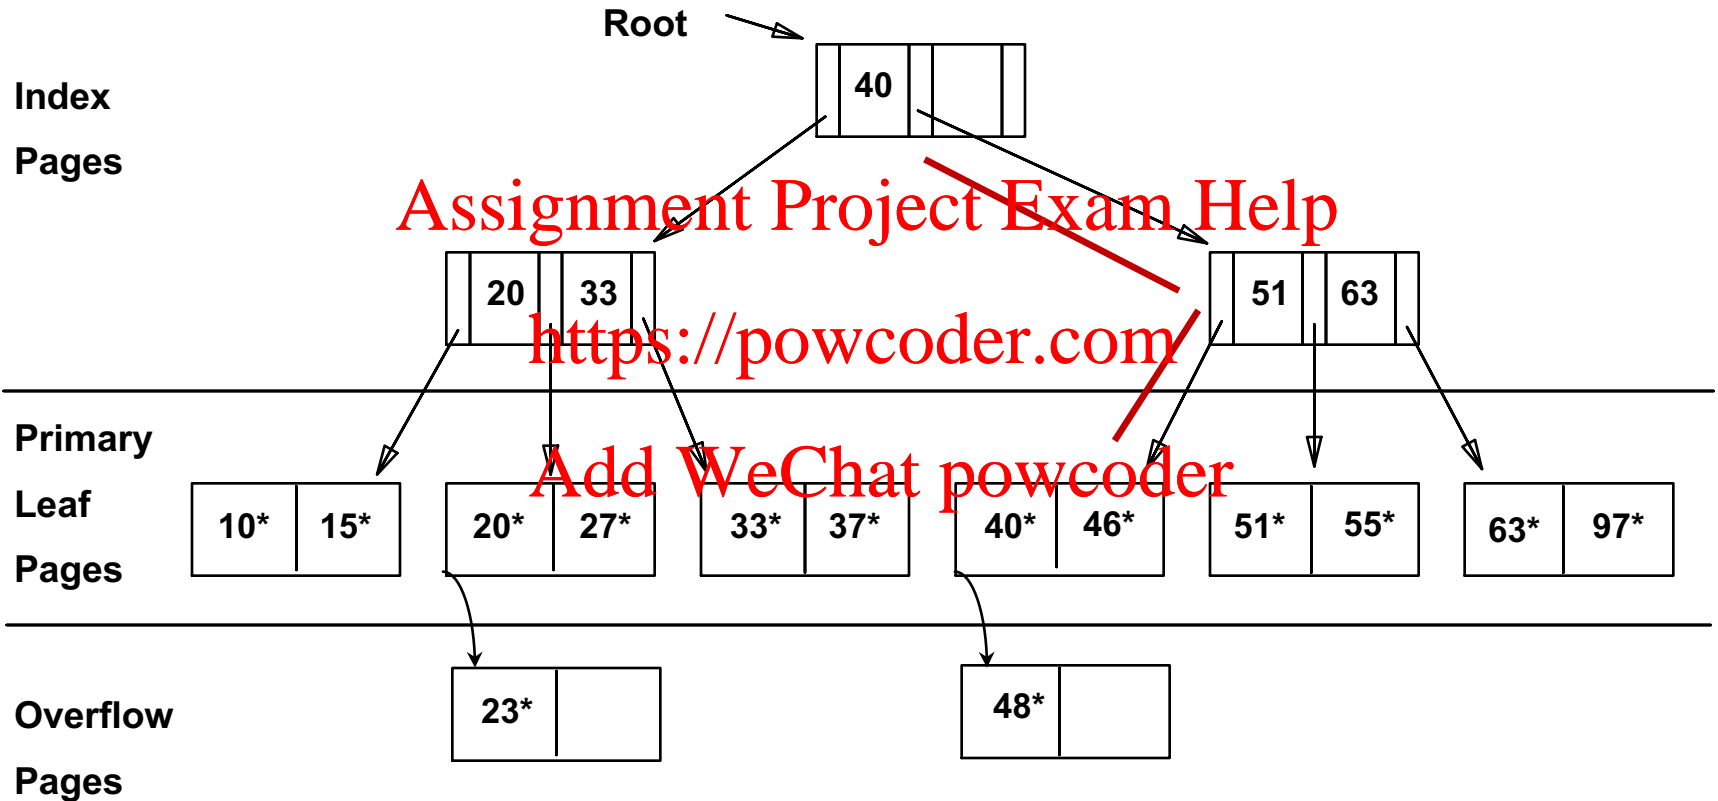 Root
Index
Pages
40
Assignment Project Exam Help
20 33
51 63
https://powcoder.com
Primary
Leaf
Pages
Add WeChat powcoder
10* 15*
20* 27*
33* 37*
40* 46*
51* 55*
63* 97*
Overflow
Pages
23*
48*